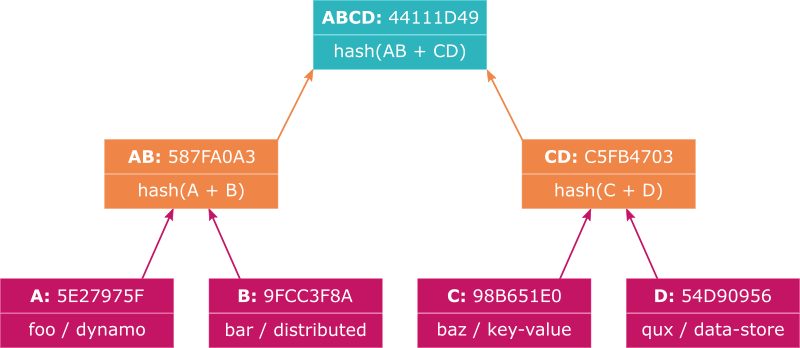 ABCD: 44111D49
hash(AB + CD)
AB: 587FA0A3
hash(A + B)
CD: C5FB4703
hash(C + D)
A: 5E27975F
foo / dynamo
B: 9FCC3F8A
bar / distributed
C: 98B651E0
baz / key-value
D: 54D90956
qux / data-store